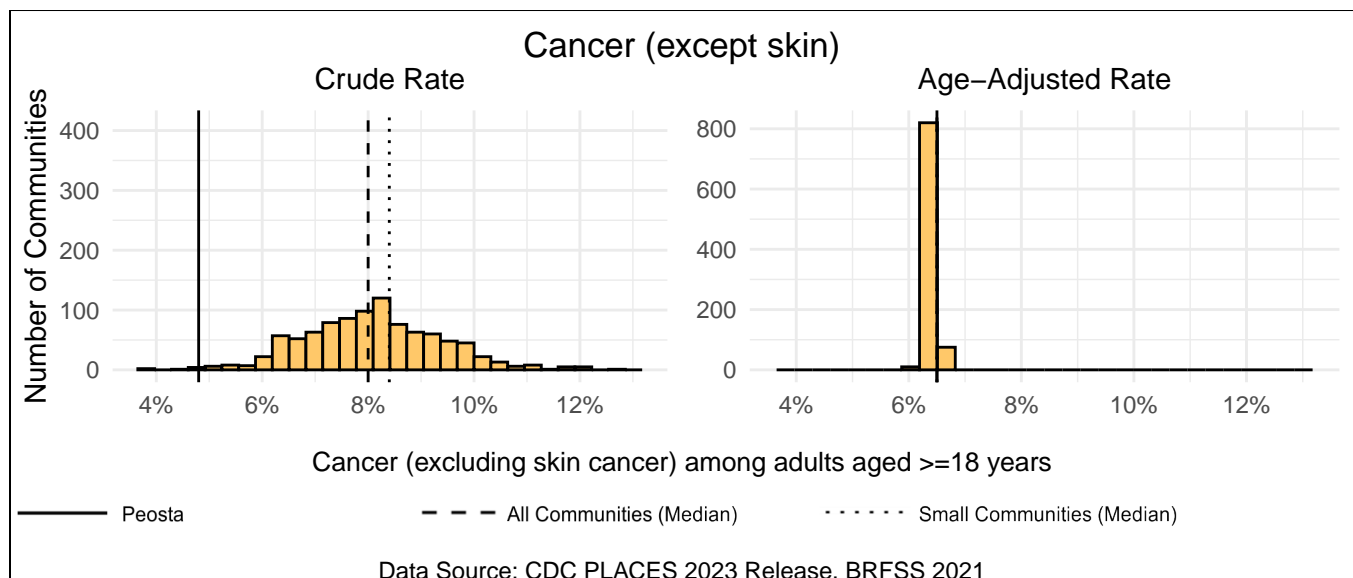 Cancer (except skin)
Crude Rate
Age−Adjusted Rate
Number of Communities
400
300
200
100
0
4%
6%
8%
10%
12%
800
600
400
200
0
4%
6%
8%
10%
12%
Cancer (excluding skin cancer) among adults aged >=18 years
Peosta
All Communities (Median)
Small Communities (Median)
Data Source: CDC PLACES 2023 Release, BRFSS 2021